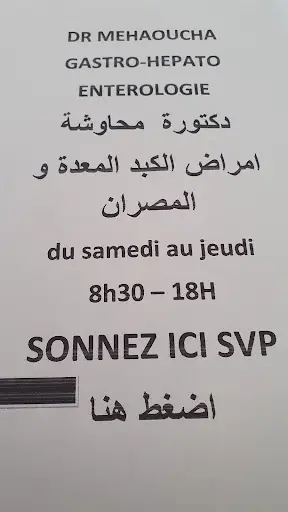 DR MEHAOUCHA
GASTRO-HEPATO
ENTEROLOGIE
دكتورة محاوشة
امراض الكبد المعدة و
المصران
du samedi au jeudi
8h30 – 18H
SONNEZ ICI SVP
اضغط هنا